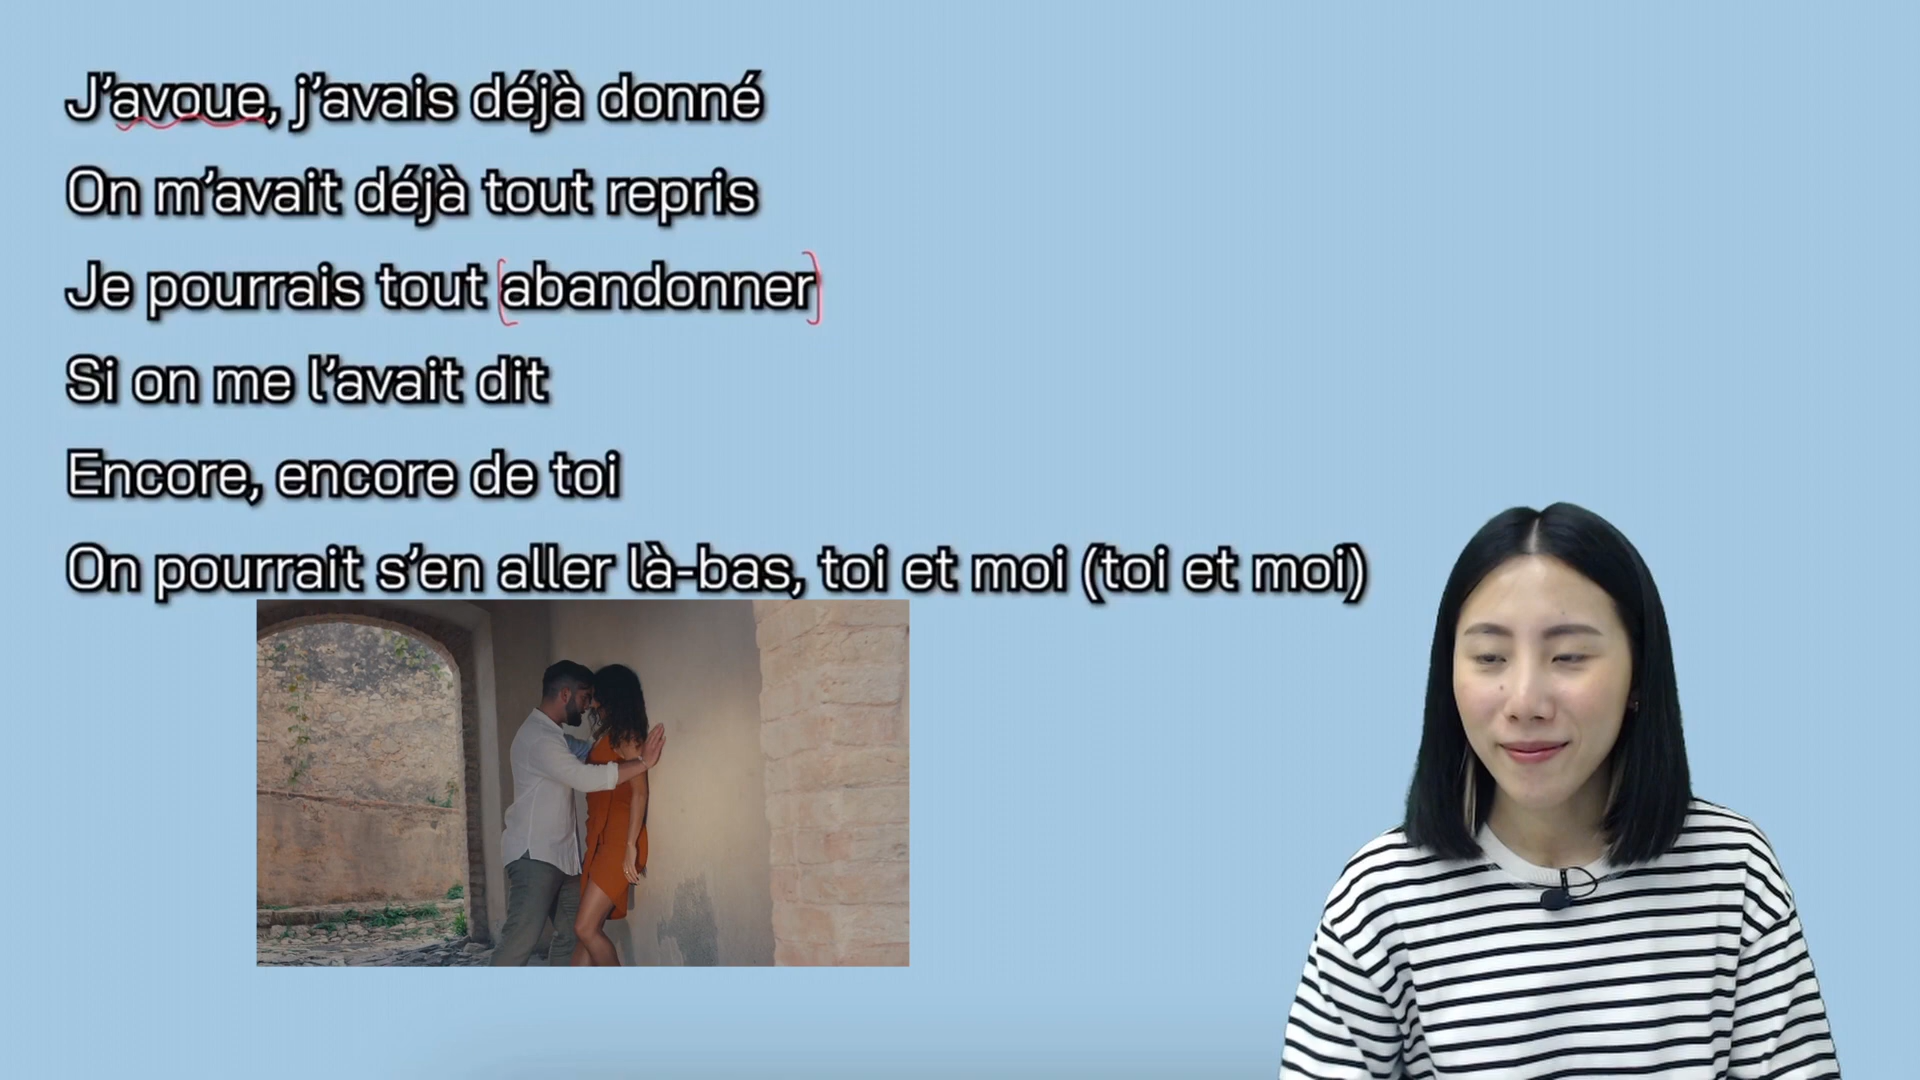 J’avoue, j’avais déjà donné
On m’avait déjà tout repris
Je pourrais tout abandonner
Si on me l’avait dit
Encore, encore de toi
On pourrait s’en aller là-bas, toi et moi (toi et moi)